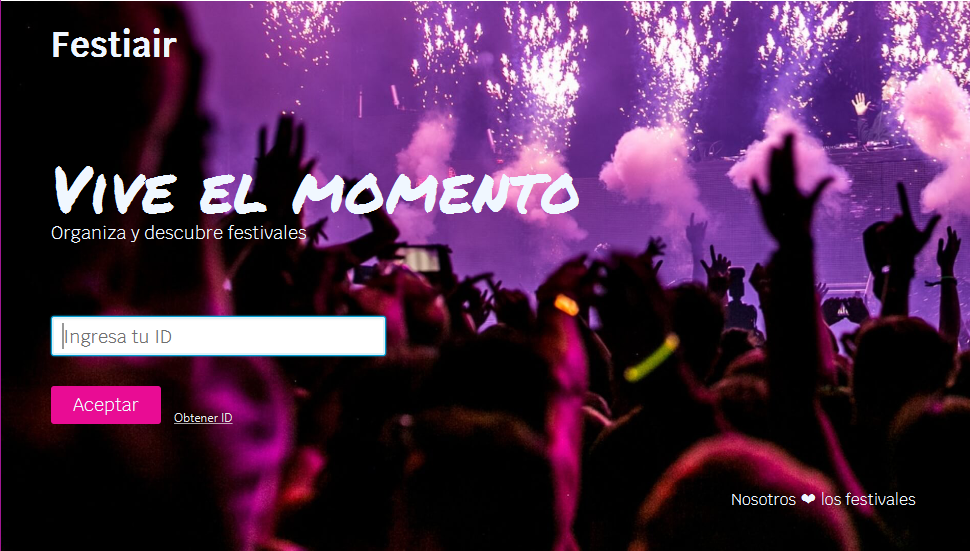 Festiair
Vive el momento
Organiza y descubre festivales
Ingresa tu ID
Aceptar
Obtener ID
Nosotros ❤ los festivales